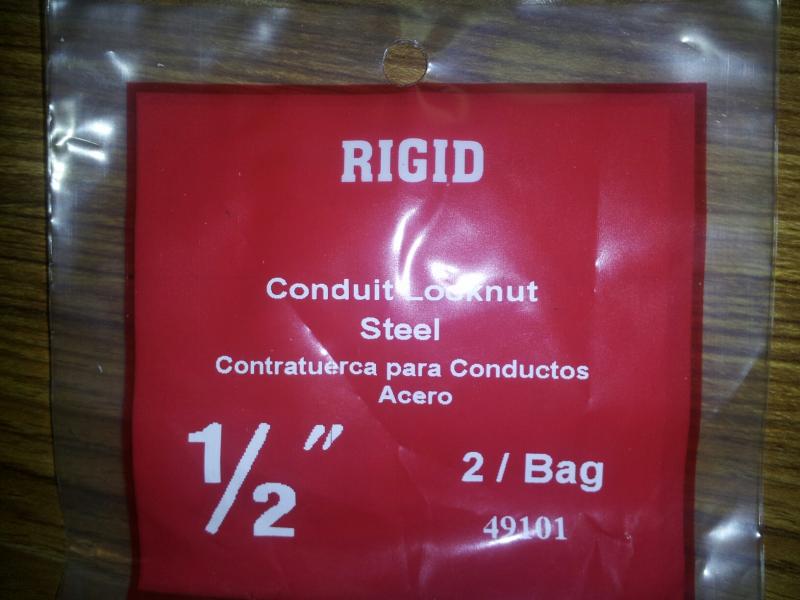 RIGID
Conduit Locknut
Steel
Contratuerca para Conductos
Acero
1/2"
2 / Bag
49101